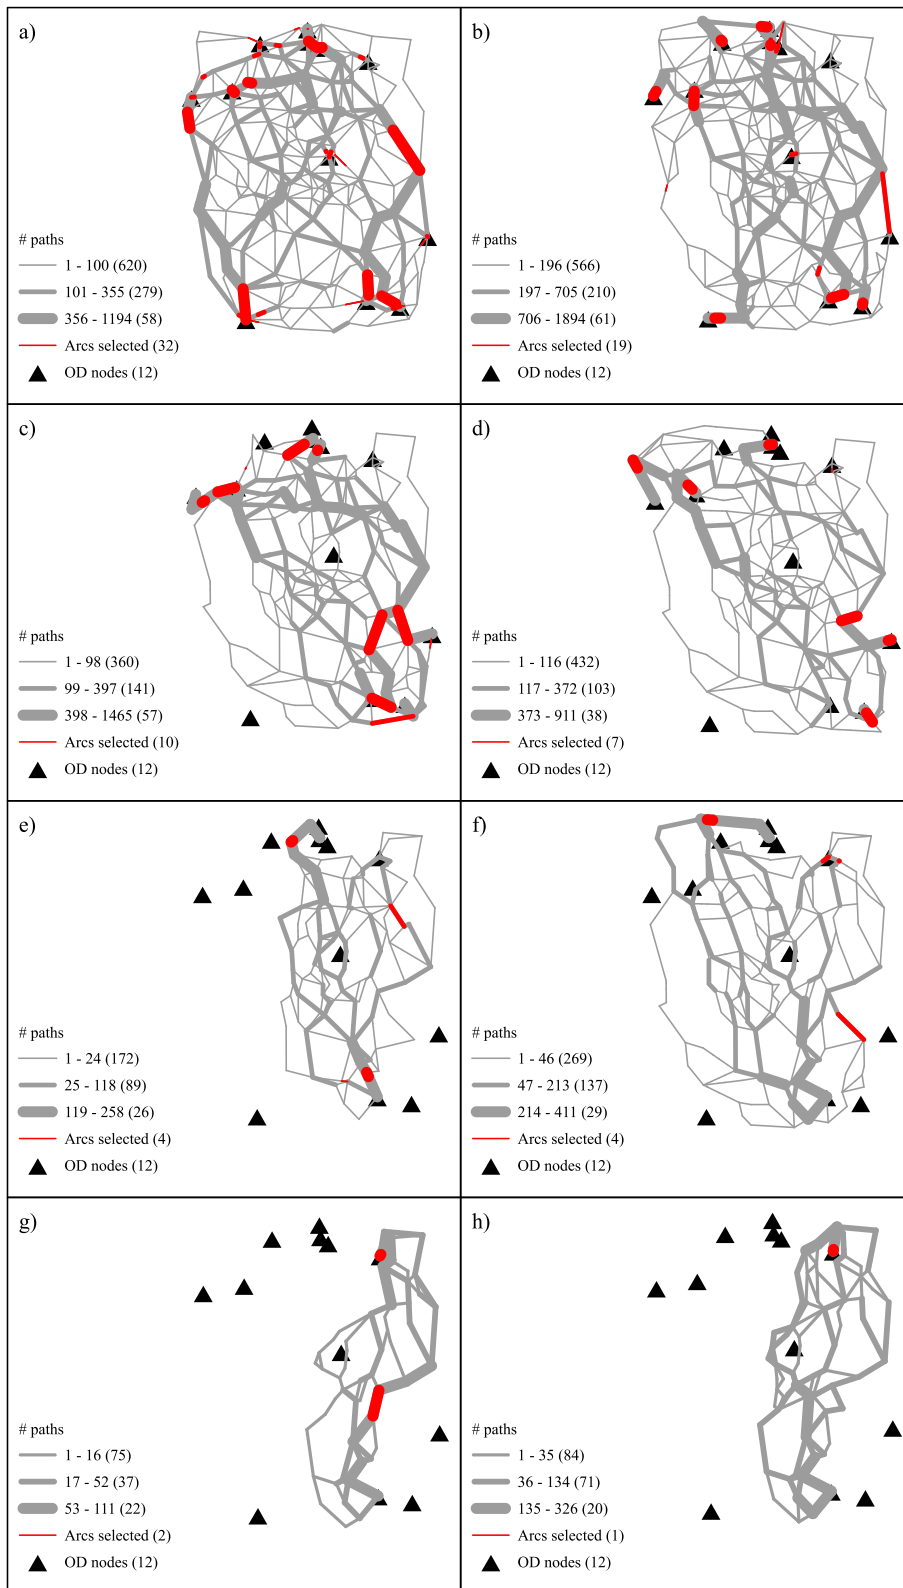 a)
# paths
1 - 100 (620)
101 - 355 (279)
356 - 1194 (58)
Arcs selected (32)
OD nodes (12)
b)
# paths
1 - 196 (566)
197 - 705 (210)
706 - 1894 (61)
Arcs selected (19)
OD nodes (12)
c)
# paths
1 - 98 (360)
99 - 397 (141)
398 - 1465 (57)
Arcs selected (10)
OD nodes (12)
d)
# paths
1 - 116 (432)
117 - 372 (103)
373 - 911 (38)
Arcs selected (7)
OD nodes (12)
e)
# paths
1 - 24 (172)
25 - 118 (89)
119 - 258 (26)
Arcs selected (4)
OD nodes (12)
f)
# paths
1 - 46 (269)
47 - 213 (137)
214 - 411 (29)
Arcs selected (4)
OD nodes (12)
g)
# paths
1 - 16 (75)
17 - 52 (37)
53 - 111 (22)
Arcs selected (2)
OD nodes (12)
h)
# paths
1 - 35 (84)
36 - 134 (71)
135 - 326 (20)
Arcs selected (1)
OD nodes (12)